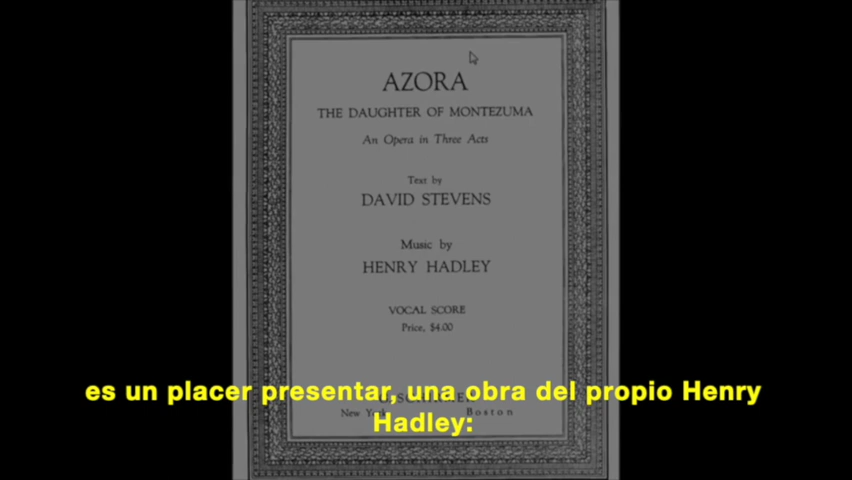 AZORA
THE DAUGHTER OF MONTEZUMA
An Opera in Three Acts
Text by
DAVID STEVENS
Music by
HENRY HADLEY
VOCAL SCORE
Price, $4.00
New York Boston
es un placer presentar, una obra del propio Henry
Hadley: